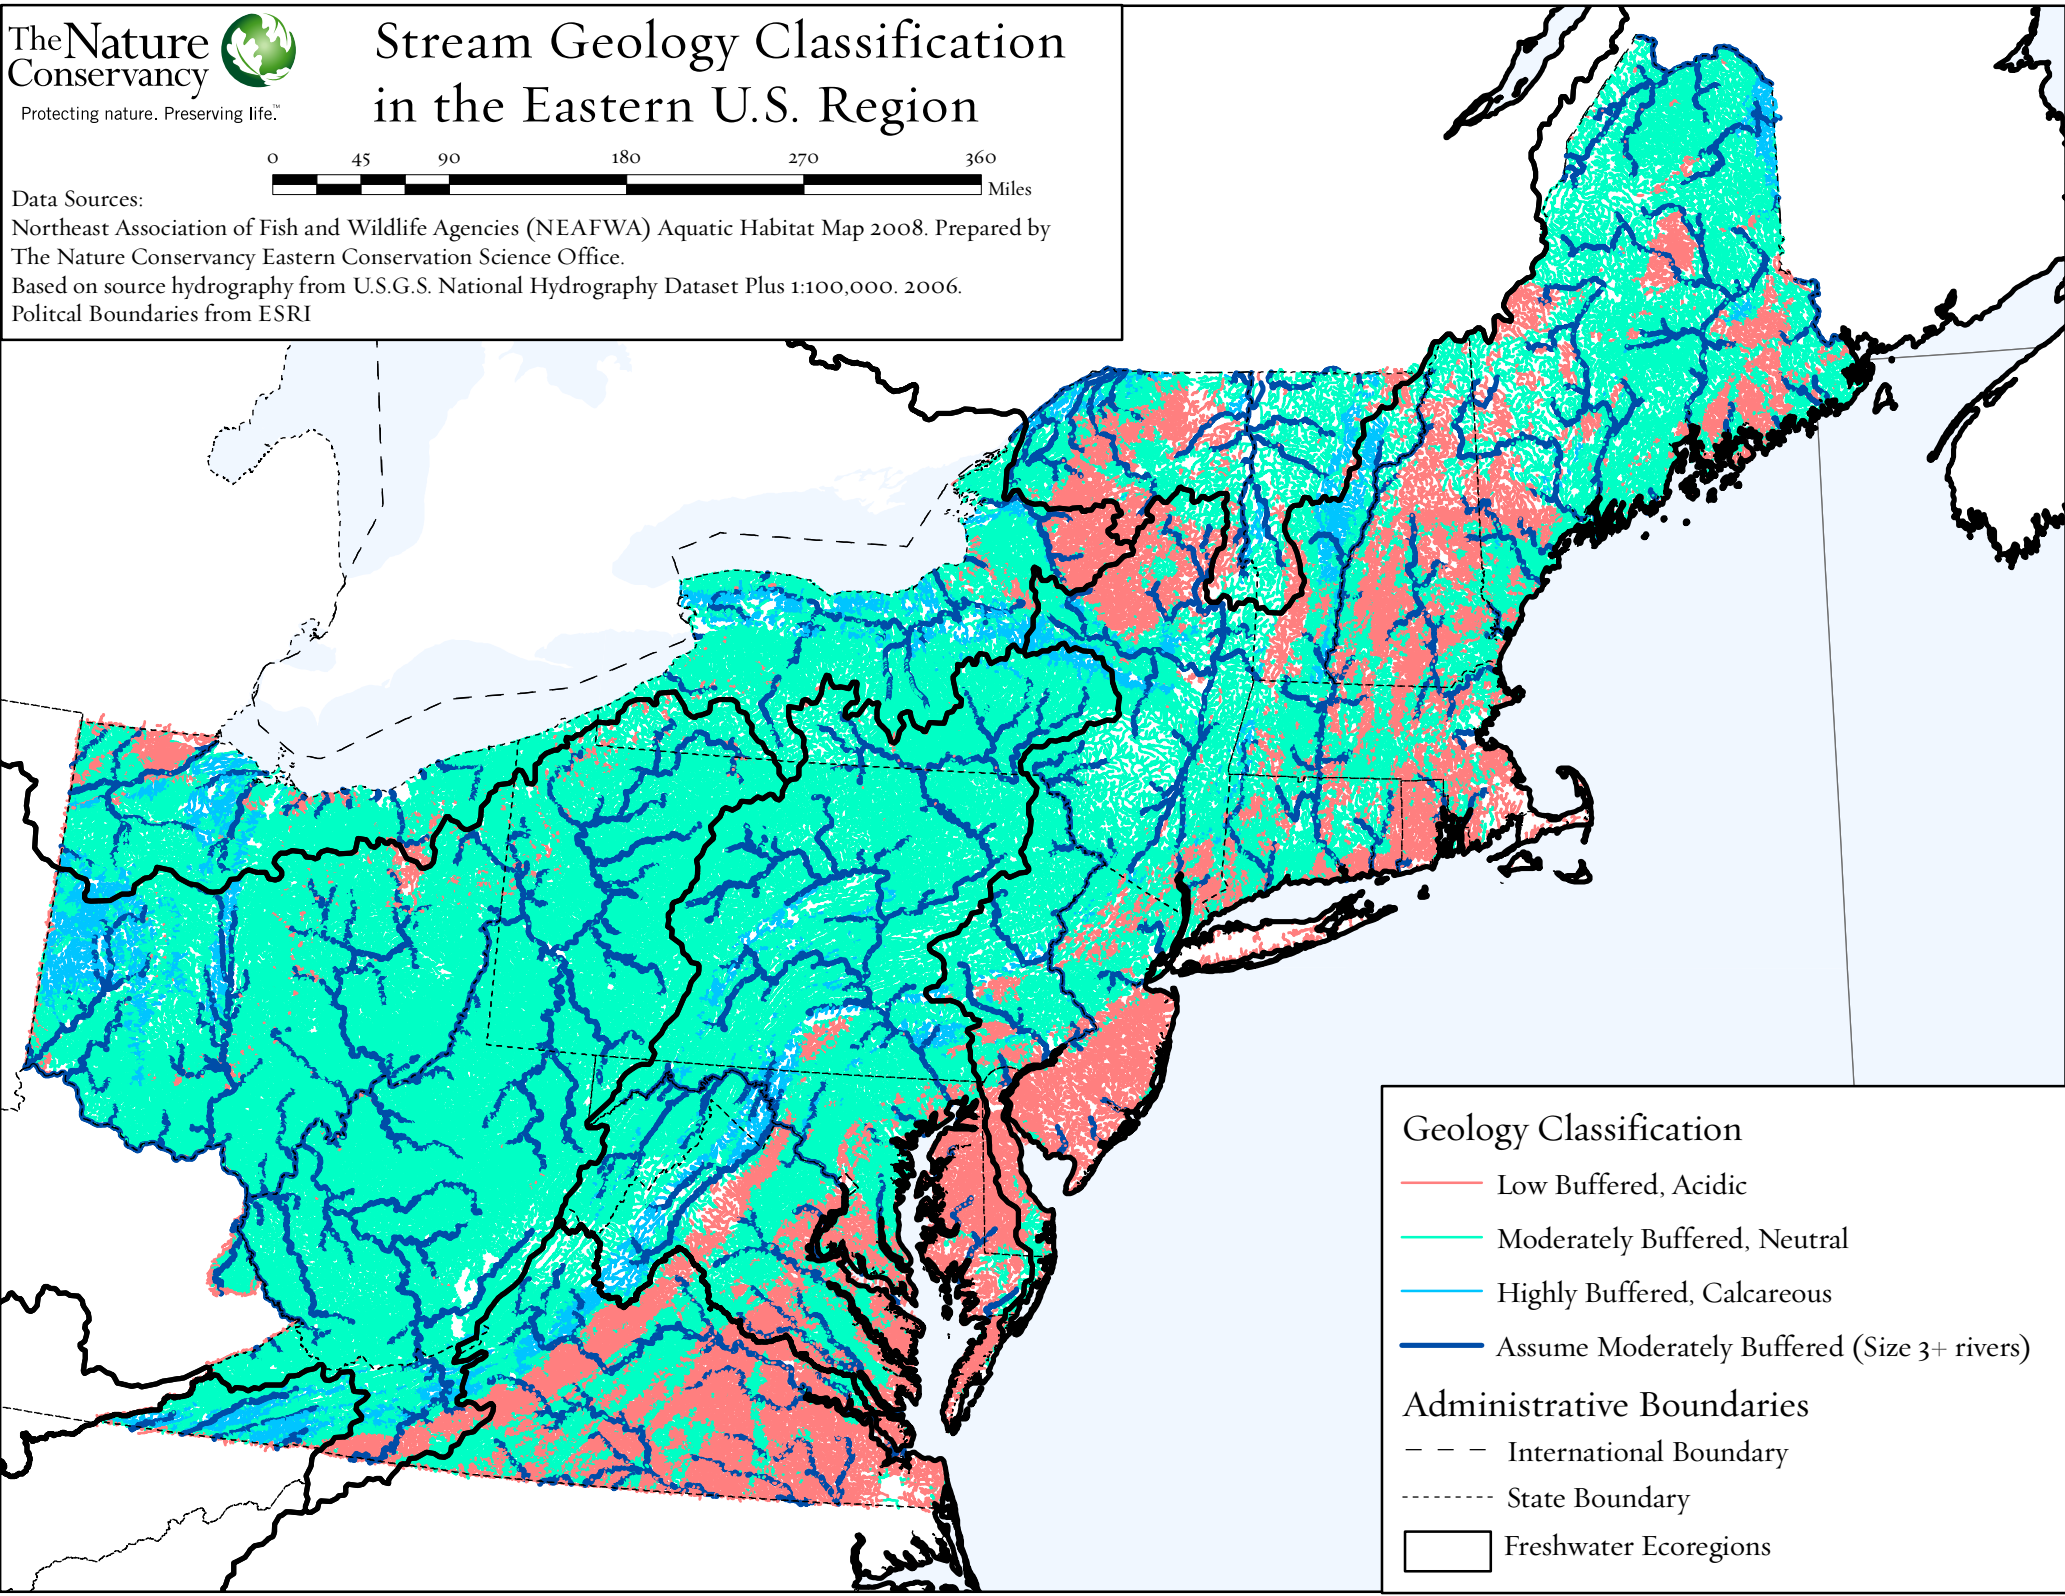 The Nature
Conservancy
Protecting nature. Preserving life.™
Stream Geology Classification
in the Eastern U.S. Region
0 45 90 180 270 360
Miles
Data Sources:
Northeast Association of Fish and Wildlife Agencies (NEAFWA) Aquatic Habitat Map 2008. Prepared by
The Nature Conservancy Eastern Conservation Science Office.
Based on source hydrography from U.S.G.S. National Hydrography Dataset Plus 1:100,000. 2006.
Politcal Boundaries from ESRI
Geology Classification
Low Buffered, Acidic
Moderately Buffered, Neutral
Highly Buffered, Calcareous
Assume Moderately Buffered (Size 3+ rivers)
Administrative Boundaries
International Boundary
State Boundary
Freshwater Ecoregions